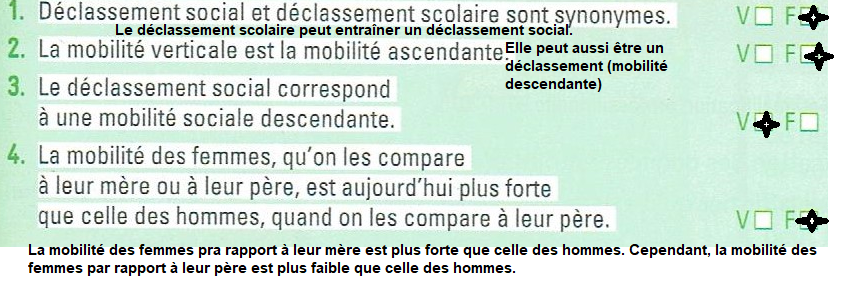 1. Déclassement social et déclassement scolaire sont synonymes. V F
Le déclassement scolaire peut entraîner un déclassement social.
2. La mobilité verticale est la mobilité ascendante. V F
Elle peut aussi être un
déclassement (mobilité
descendante)
3. Le déclassement social correspond
à une mobilité sociale descendante. V F
4. La mobilité des femmes, qu'on les compare
à leur mère ou à leur père, est aujourd'hui plus forte
que celle des hommes, quand on les compare à leur père. V F
La mobilité des femmes pra rapport à leur mère est plus forte que celle des hommes. Cependant, la mobilité des
femmes par rapport à leur père est plus faible que celle des hommes.